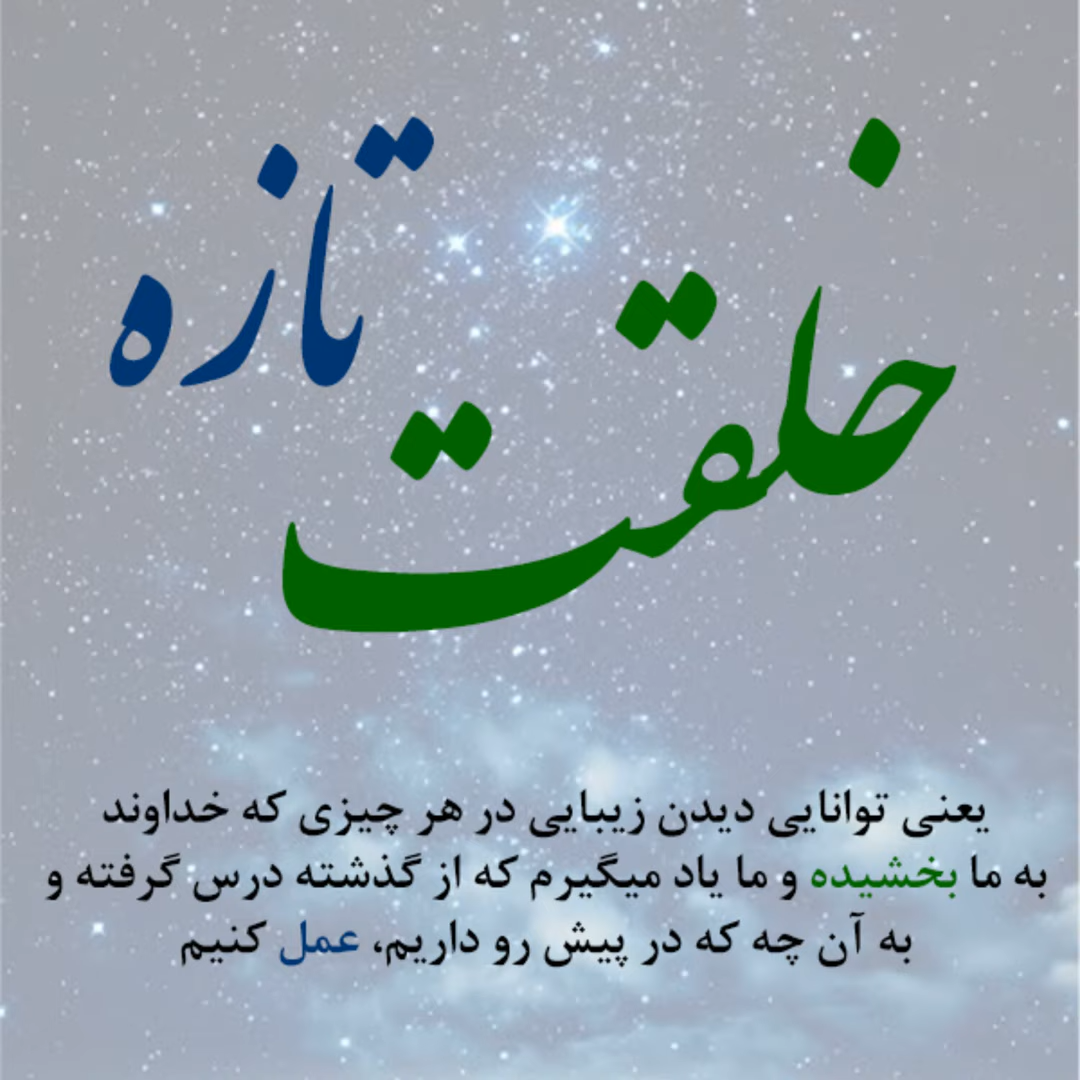 خلقت تازه
یعنی توانایی دیدن زیبایی در هر چیزی که خداوند
به ما بخشیده و ما یاد میگیرم که از گذشته درس گرفته و
به آن چه که در پیش رو داریم، عمل کنیم